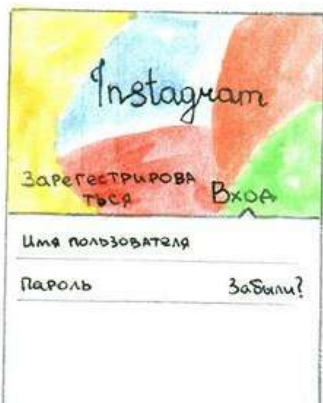 Instagram
Зарегестрирова
ться
Вход
Имя пользователя
Пароль
Забыли?